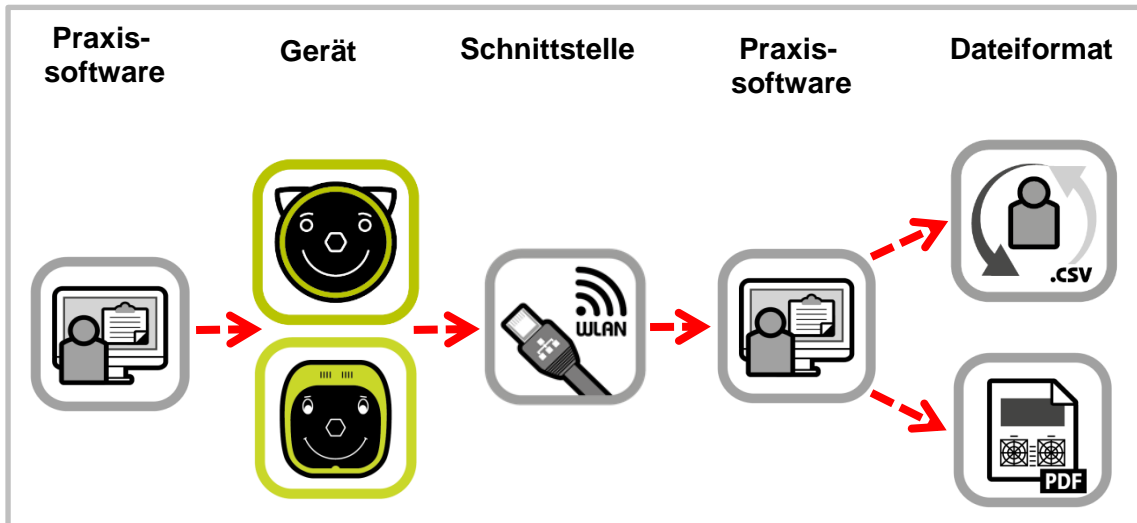 Praxis-
software
Gerät
Schnittstelle
Praxis-
software
Dateiformat
WLAN
.CSV
PDF